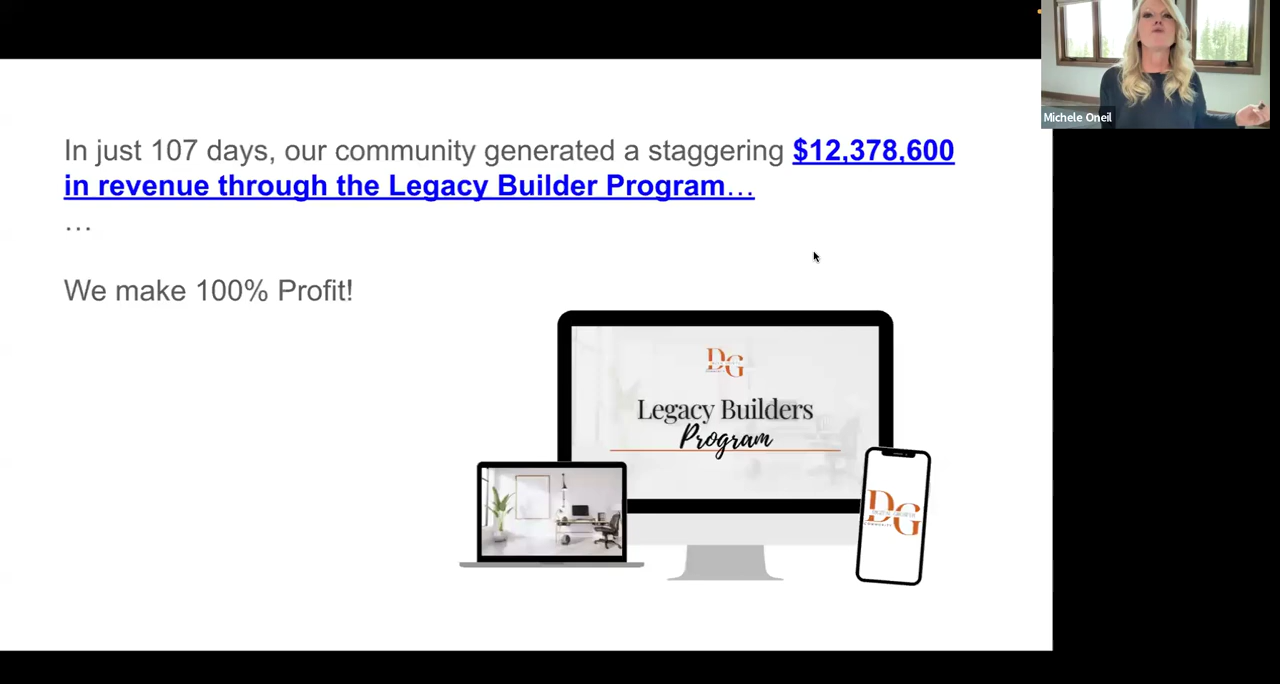 Michele Oneil
In just 107 days, our community generated a staggering $12,378,600
in revenue through the Legacy Builder Program…
…
We make 100% Profit!
DG
Legacy Builders
Program
DG
COMMUNITY